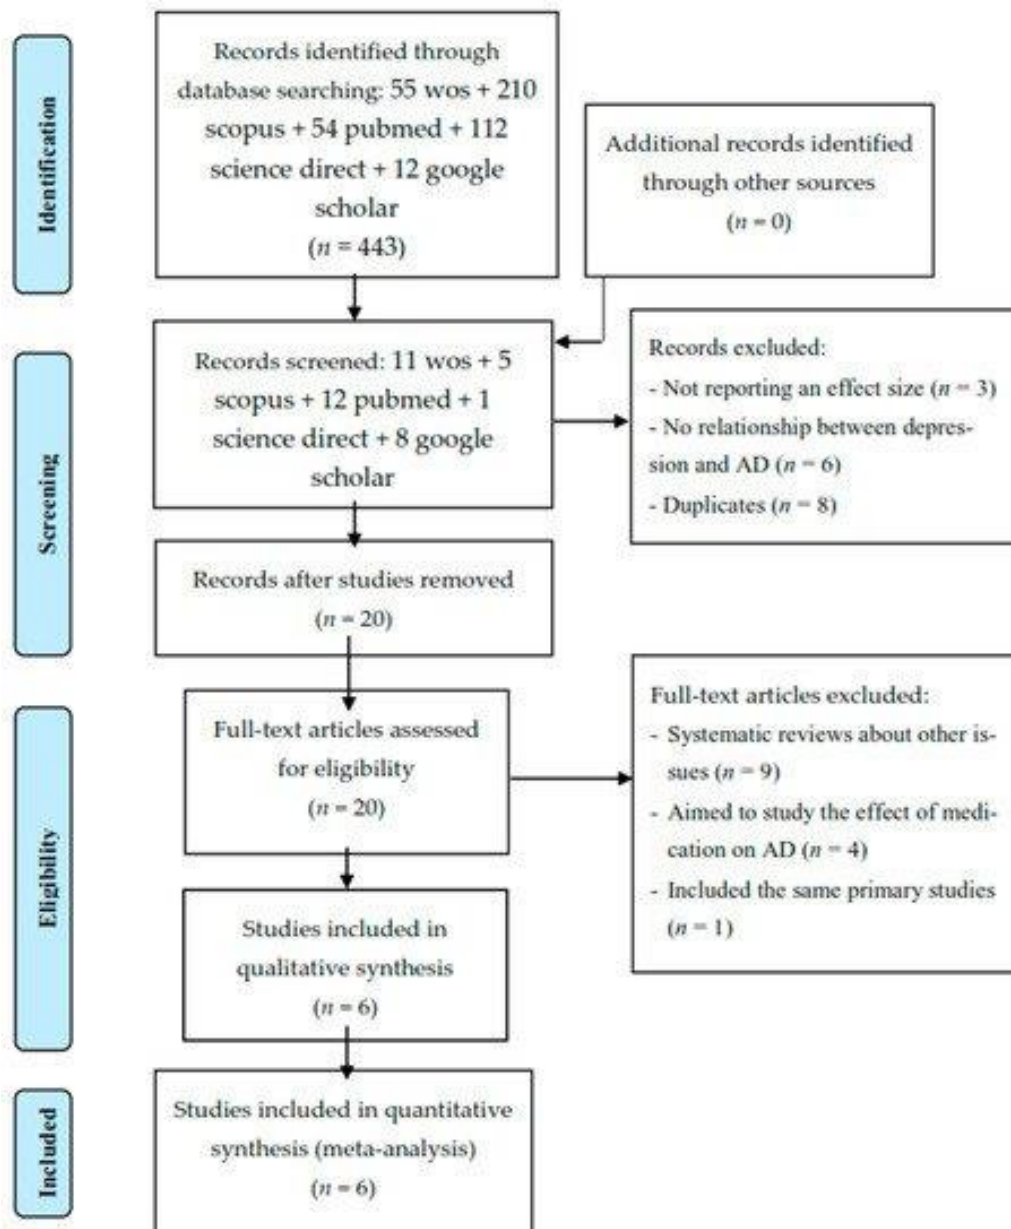 Identification
Records identified through
database searching: 55 wos + 210
scopus + 54 pubmed + 112
science direct + 12 google
scholar
(n = 443)
Additional records identified
through other sources
(n = 0)
Screening
Records screened: 11 wos + 5
scopus + 12 pubmed + 1
science direct + 8 google
scholar
Records excluded:
- Not reporting an effect size (n = 3)
- No relationship between depres-
sion and AD (n = 6)
- Duplicates (n = 8)
Records after studies removed
(n = 20)
Eligibility
Full-text articles assessed
for eligibility
(n = 20)
Full-text articles excluded:
- Systematic reviews about other is-
sues (n = 9)
- Aimed to study the effect of medi-
cation on AD (n = 4)
- Included the same primary studies
(n = 1)
Studies included in
qualitative synthesis
(n = 6)
Included
Studies included in quantitative
synthesis (meta-analysis)
(n = 6)